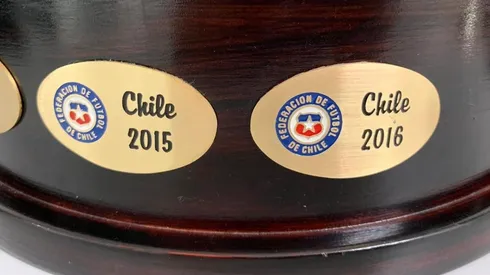 FEDERACION DE FUTBOL
DE CHILE
Chile
2015
FEDERACION DE FUTBOL
DE CHILE
Chile
2016